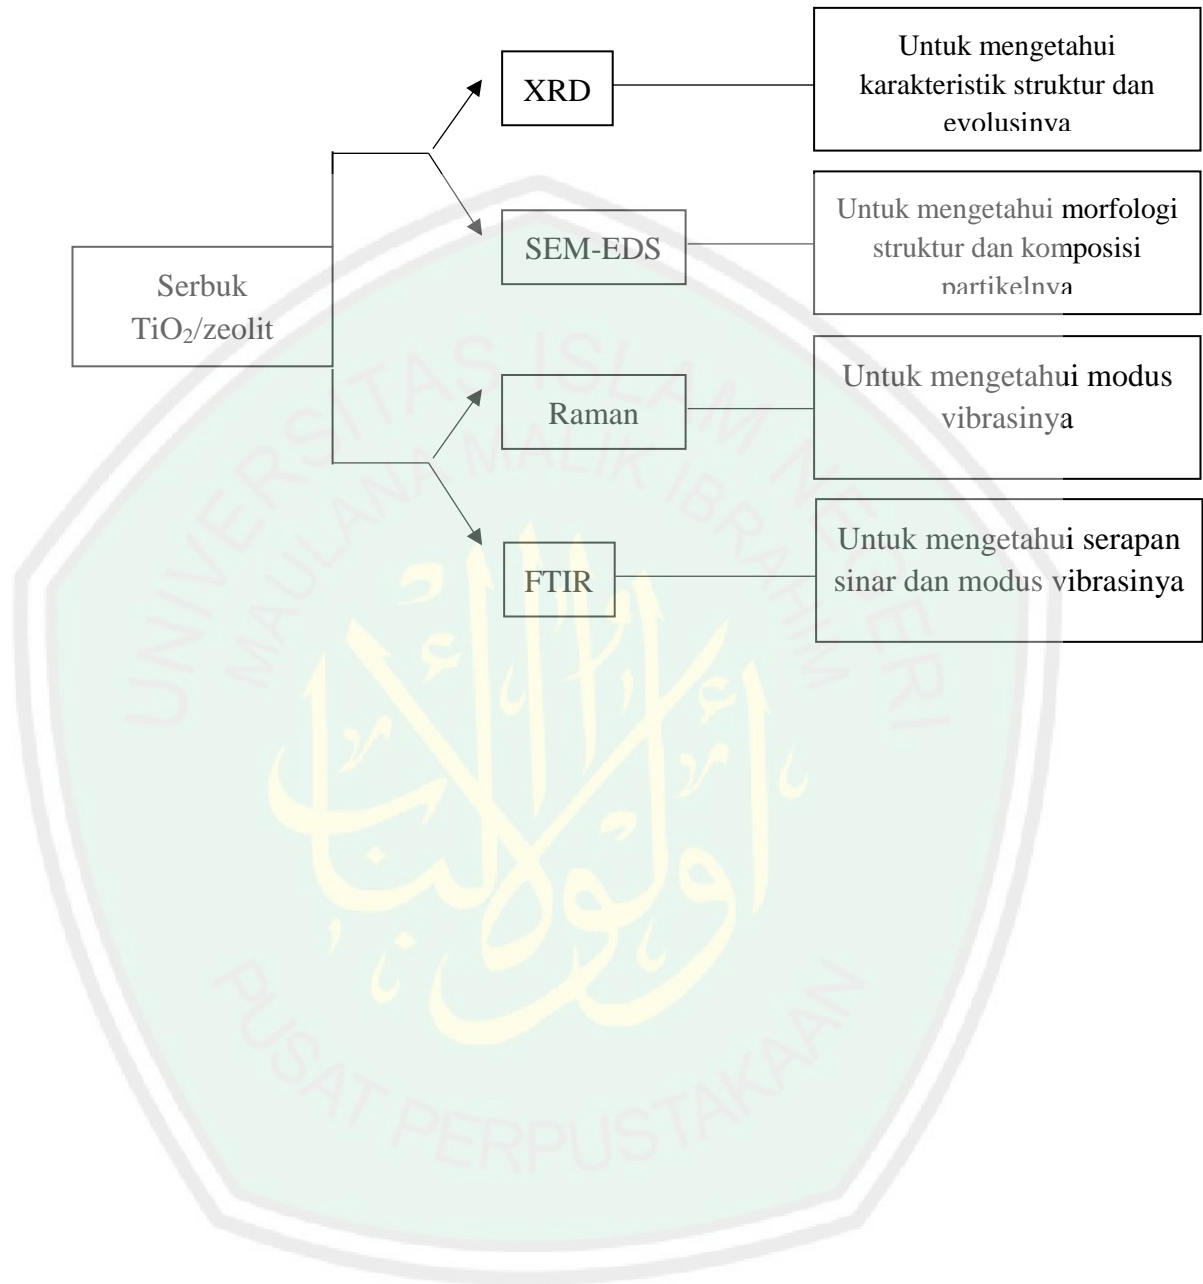 Untuk mengetahui
karakteristik struktur dan
evolusinya
XRD
Untuk mengetahui morfologi
struktur dan komposisi
partikelnya
SEM-EDS
Serbuk
TiO₂/zeolit
Untuk mengetahui modus
vibrasinya
Raman
Untuk mengetahui serapan
sinar dan modus vibrasinya
FTIR
UNIVERSITAS ISLAM NEGERI
MAULANA MALIK IBRAHIM
PUSAT PERPUSTAKAAN